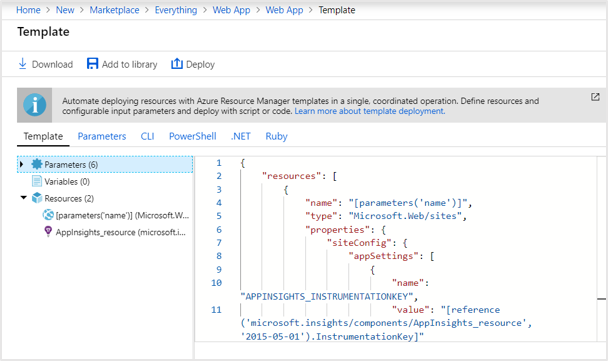 Home > New > Marketplace > Everything > Web App > Web App > Template
Template
Download Add to library Deploy
Automate deploying resources with Azure Resource Manager templates in a single, coordinated operation. Define resources and
configurable input parameters and deploy with script or code. Learn more about template deployment.
Template Parameters CLI PowerShell .NET Ruby
Parameters (6)
Variables (0)
Resources (2)
[parameters('name')] (Microsoft.W...
AppInsights_resource (microsoft.i...
1 {
2 "resources": [
3 {
4 "name": "[parameters('name')]",
5 "type": "Microsoft.Web/sites",
6 "properties": {
7 "siteConfig": {
8 "appSettings": [
9 {
10 "name":
"APPINSIGHTS_INSTRUMENTATIONKEY",
11 "value": "[reference
('microsoft.insights/components/AppInsights_resource',
'2015-05-01').InstrumentationKey]"